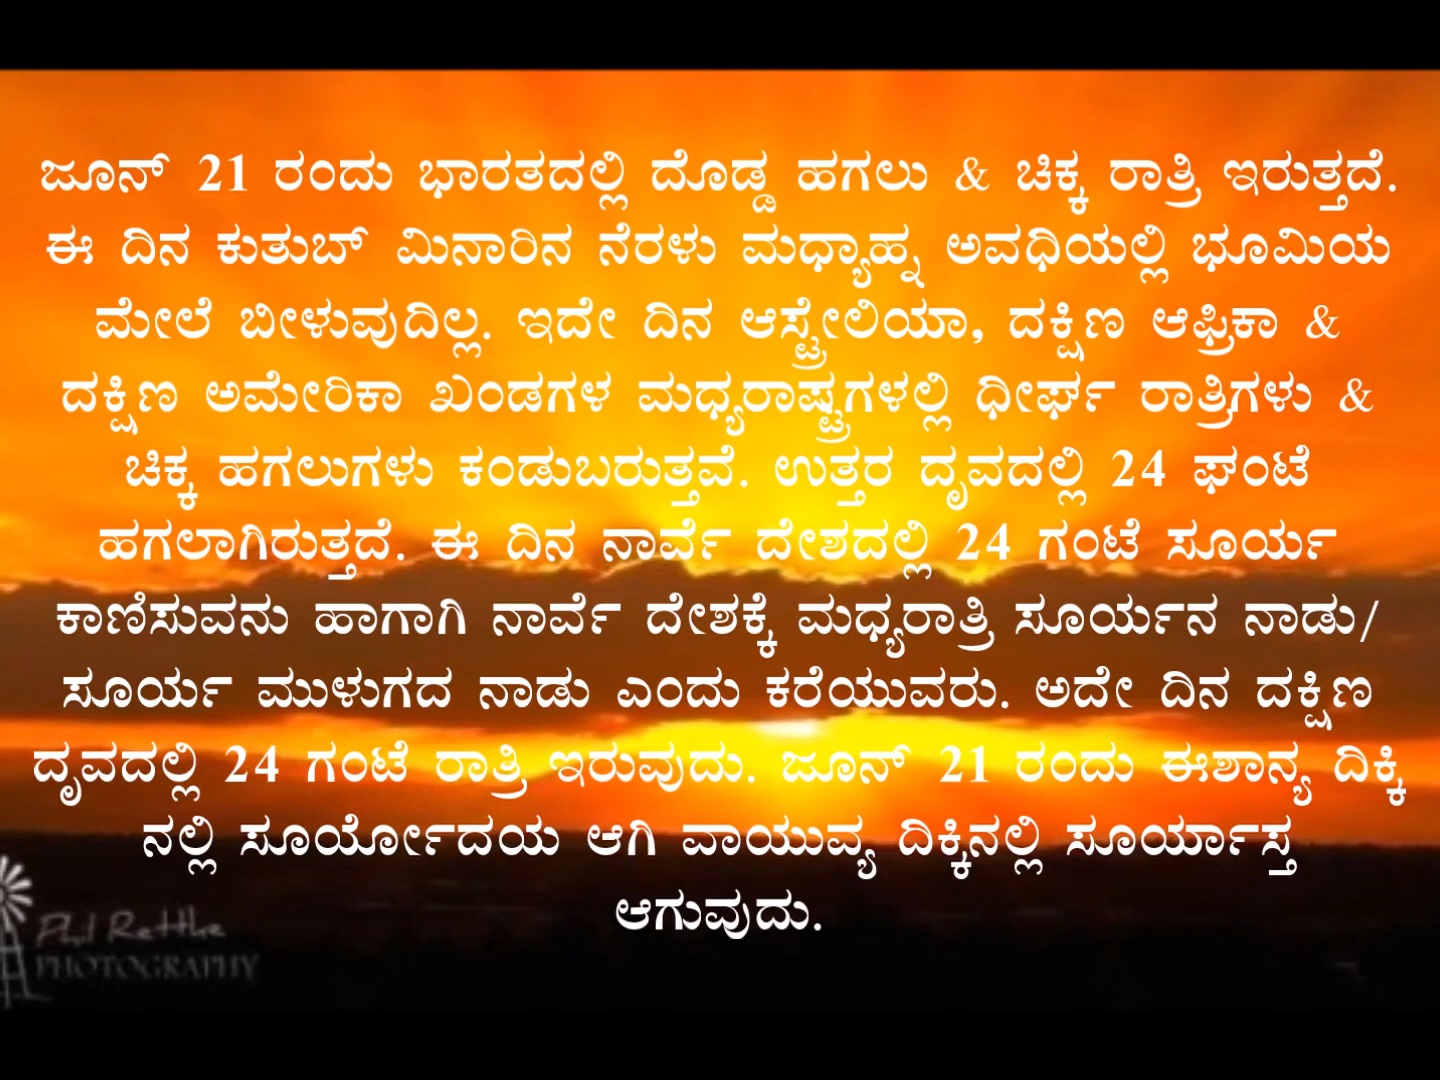 ಜೂನ್ 21 ರಂದು ಭಾರತದಲ್ಲಿ ದೊಡ್ಡ ಹಗಲು & ಚಿಕ್ಕ ರಾತ್ರಿ ಇರುತ್ತದೆ.
ಈ ದಿನ ಕುತುಬ್ ಮಿನಾರಿನ ನೆರಳು ಮಧ್ಯಾಹ್ನ ಅವಧಿಯಲ್ಲಿ ಭೂಮಿಯ
ಮೇಲೆ ಬೀಳುವುದಿಲ್ಲ. ಇದೇ ದಿನ ಆಸ್ಟ್ರೇಲಿಯಾ, ದಕ್ಷಿಣ ಆಫ್ರಿಕಾ &
ದಕ್ಷಿಣ ಅಮೇರಿಕಾ ಖಂಡಗಳ ಮಧ್ಯರಾಷ್ಟ್ರಗಳಲ್ಲಿ ಧೀರ್ಘ ರಾತ್ರಿಗಳು &
ಚಿಕ್ಕ ಹಗಲುಗಳು ಕಂಡುಬರುತ್ತವೆ. ಉತ್ತರ ದೃವದಲ್ಲಿ 24 ಘಂಟೆ
ಹಗಲಾಗಿರುತ್ತದೆ. ಈ ದಿನ ನಾರ್ವೆ ದೇಶದಲ್ಲಿ 24 ಗಂಟೆ ಸೂರ್ಯ
ಕಾಣಿಸುವನು ಹಾಗಾಗಿ ನಾರ್ವೆ ದೇಶಕ್ಕೆ ಮಧ್ಯರಾತ್ರಿ ಸೂರ್ಯನ ನಾಡು/
ಸೂರ್ಯ ಮುಳುಗದ ನಾಡು ಎಂದು ಕರೆಯುವರು. ಅದೇ ದಿನ ದಕ್ಷಿಣ
ದೃವದಲ್ಲಿ 24 ಗಂಟೆ ರಾತ್ರಿ ಇರುವುದು. ಜೂನ್ 21 ರಂದು ಈಶಾನ್ಯ ದಿಕ್ಕಿ
ನಲ್ಲಿ ಸೂರ್ಯೋದಯ ಆಗಿ ವಾಯುವ್ಯ ದಿಕ್ಕಿನಲ್ಲಿ ಸೂರ್ಯಾಸ್ತ
ಆಗುವುದು.
PHOTOGRAPHY